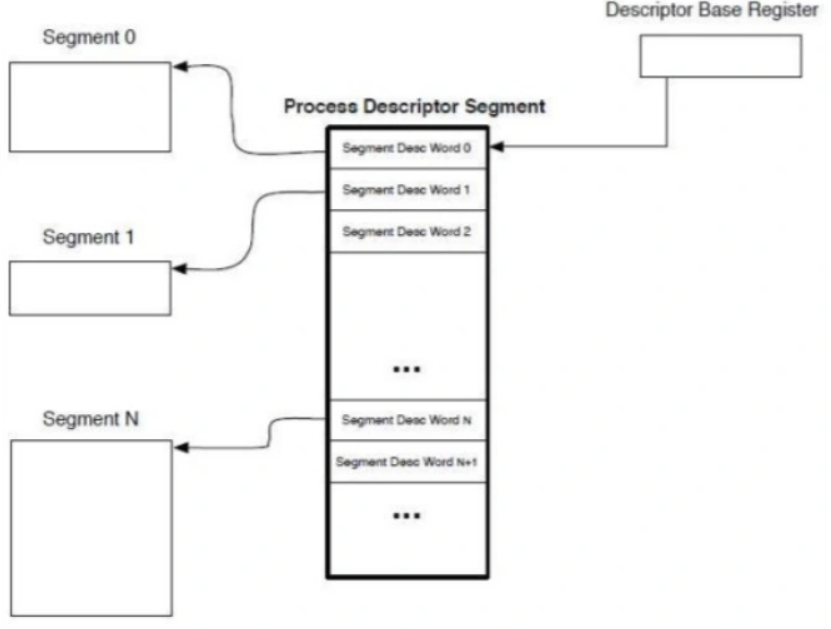 Descriptor Base Register
Segment 0
Process Descriptor Segment
Segment Desc Word 0
Segment Desc Word 1
Segment 1
Segment Desc Word 2
...
Segment N
Segment Desc Word N
Segment Desc Word N+1
...